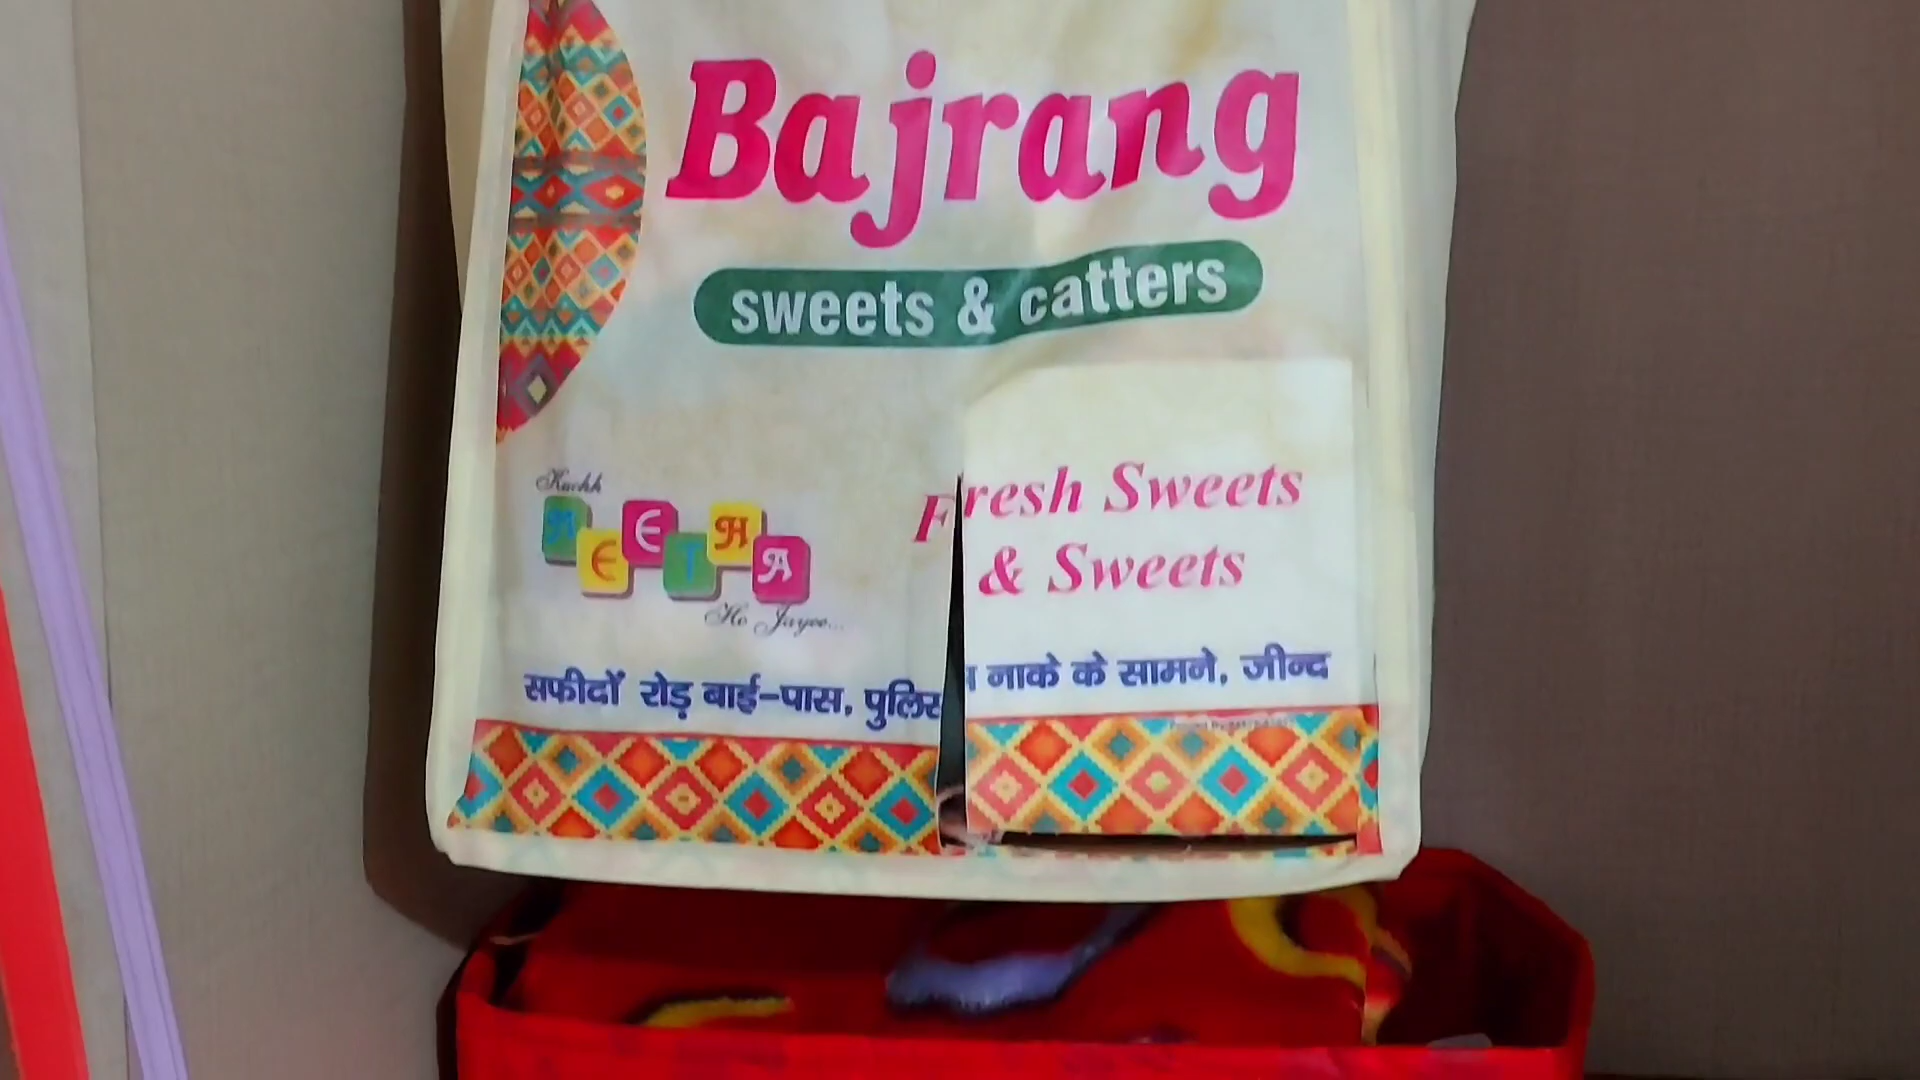 Bajrang
sweets & catters
Kuchh
MEETHA
Ho Jayee...
Fresh Sweets
& Sweets
सफीदों रोड़ बाई-पास, पुलिस नाके के सामने, जीन्द